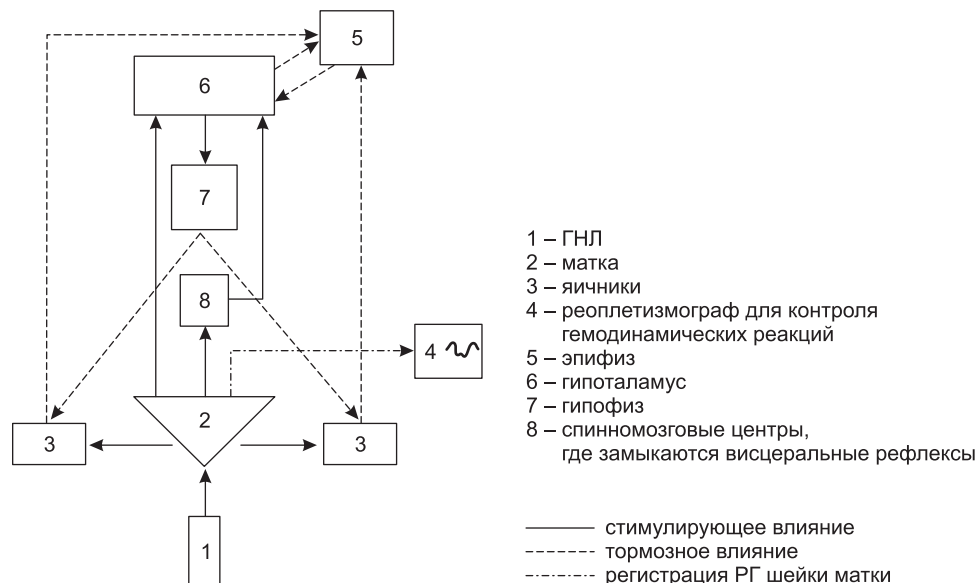 5
6
7
8
4
2
3
3
1
1 – ГНЛ
2 – матка
3 – яичники
4 – реоплетизмограф для контроля
гемодинамических реакций
5 – эпифиз
6 – гипоталамус
7 – гипофиз
8 – спинномозговые центры,
где замыкаются висцеральные рефлексы
стимулирующее влияние
тормозное влияние
регистрация РГ шейки матки